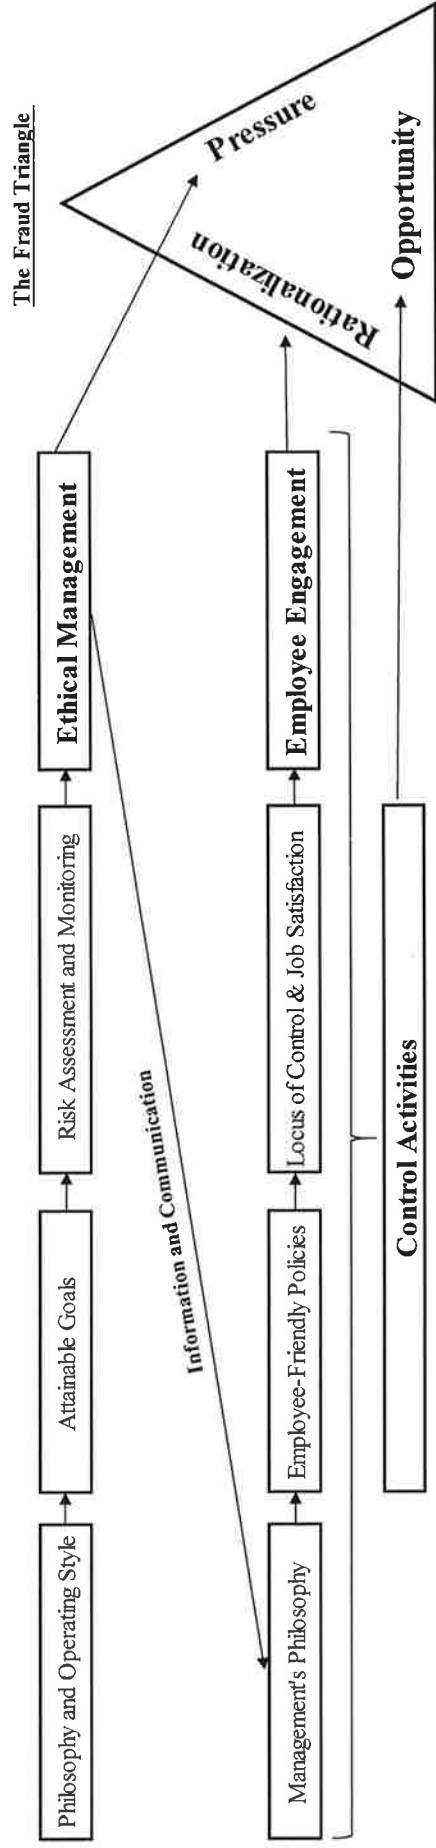 The Fraud Triangle
Philosophy and Operating Style
Attainable Goals
Risk Assessment and Monitoring
Ethical Management
Pressure
Rationalization
Information and Communication
Management's Philosophy
Employee-Friendly Policies
Locus of Control & Job Satisfaction
Employee Engagement
Opportunity
Control Activities